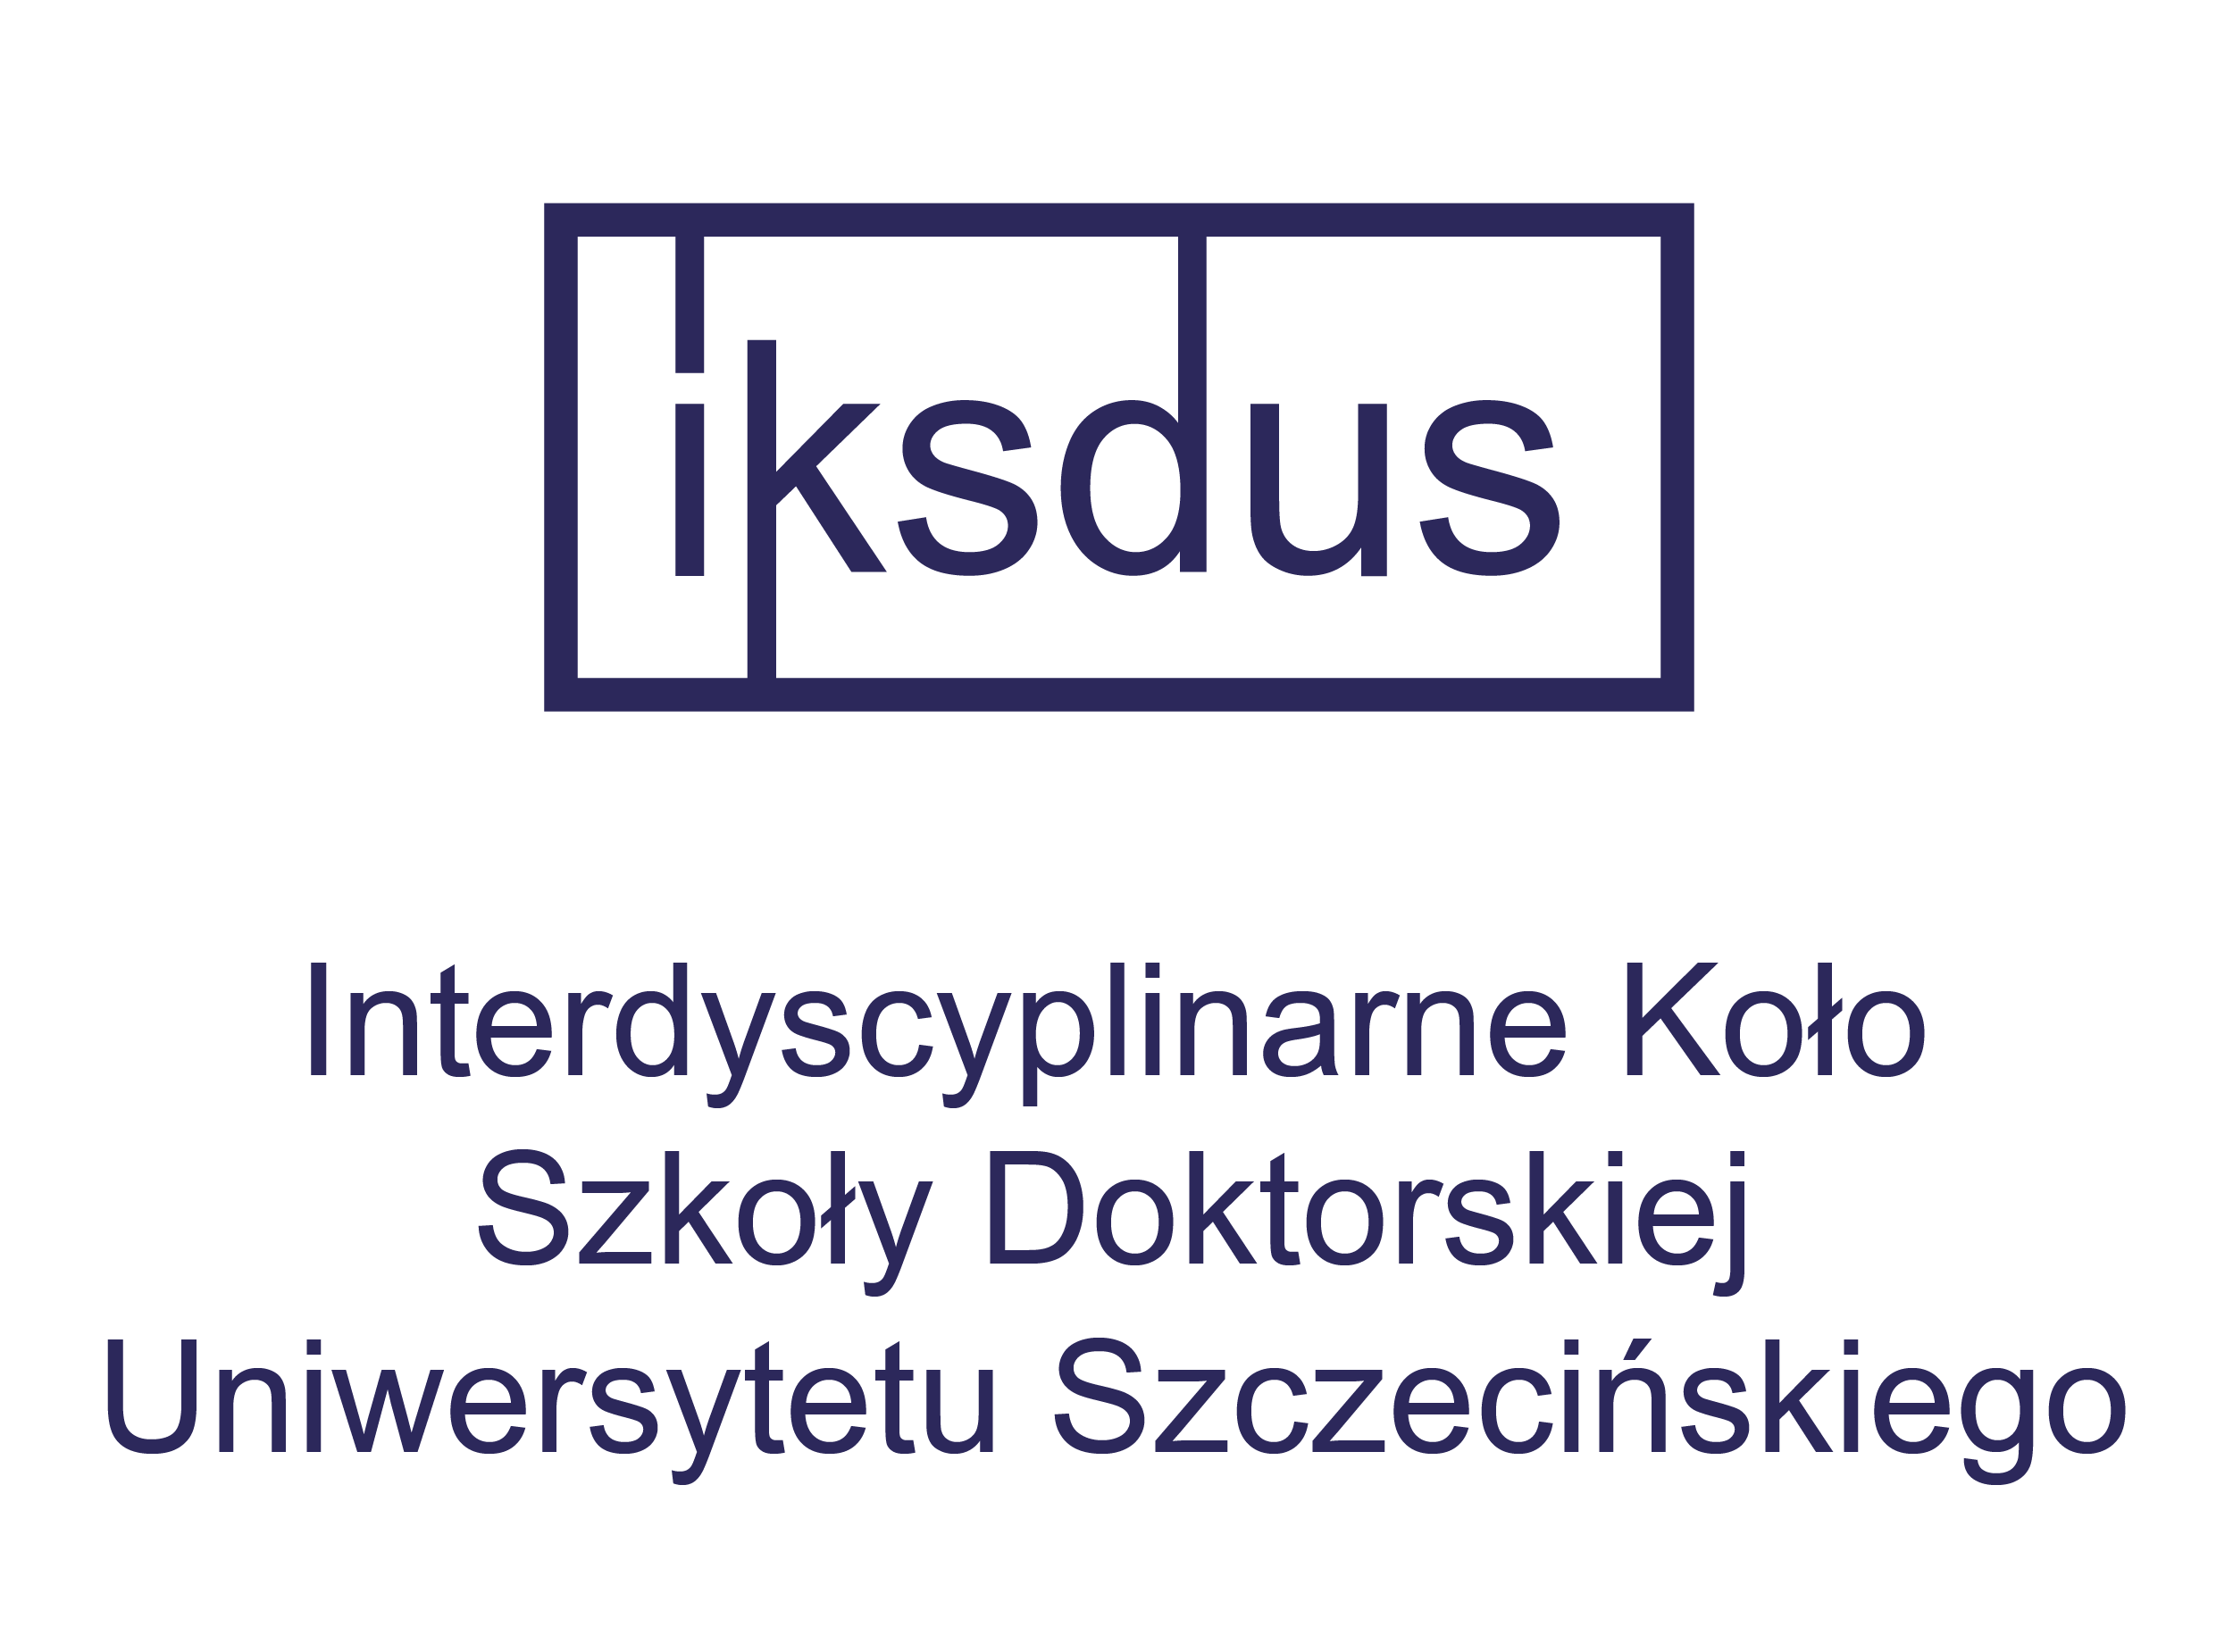 iksdus
Interdyscyplinarne Koło
Szkoły Doktorskiej
Uniwersytetu Szczecińskiego